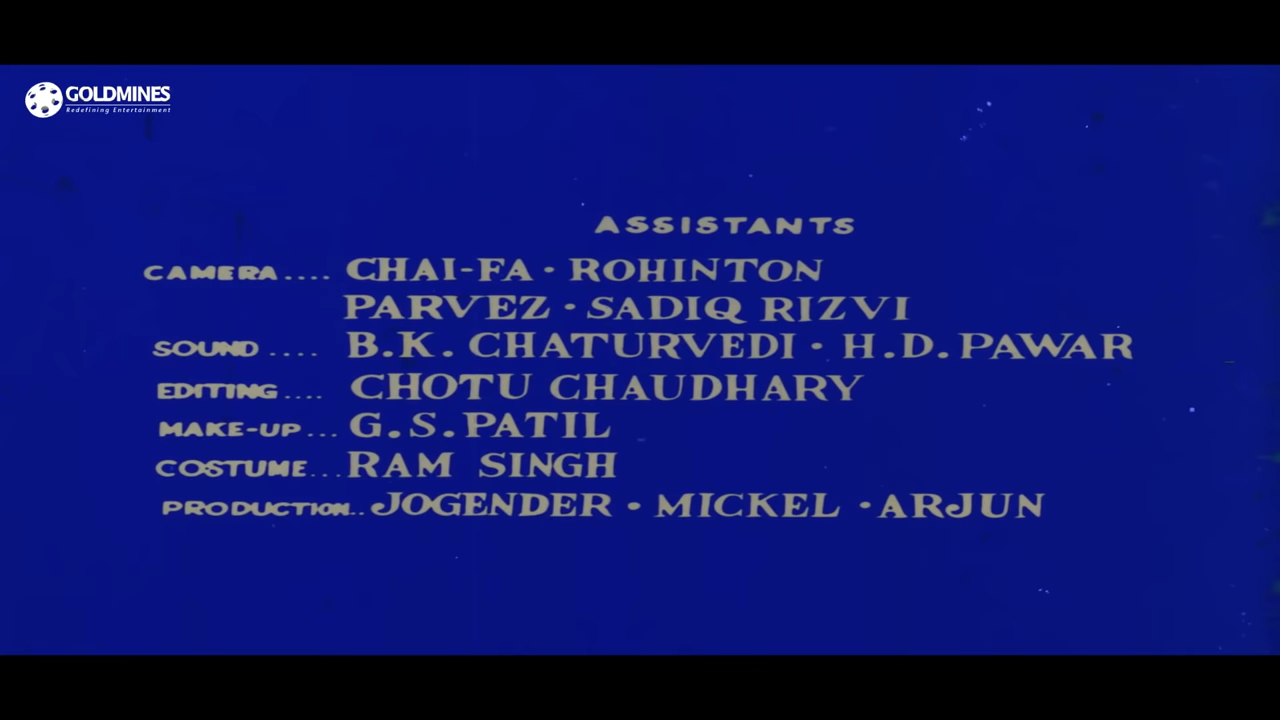 GOLDMINES
Redefining Entertainment
ASSISTANTS
CAMERA.... CHAI-FA · ROHINTON
PARVEZ · SADIQ RIZVI
SOUND .... B.K. CHATURVEDI · H.D. PAWAR
EDITING.... CHOTU CHAUDHARY
MAKE-UP... G.S. PATIL
COSTUME... RAM SINGH
PRODUCTION.. JOGENDER · MICKEL · ARJUN